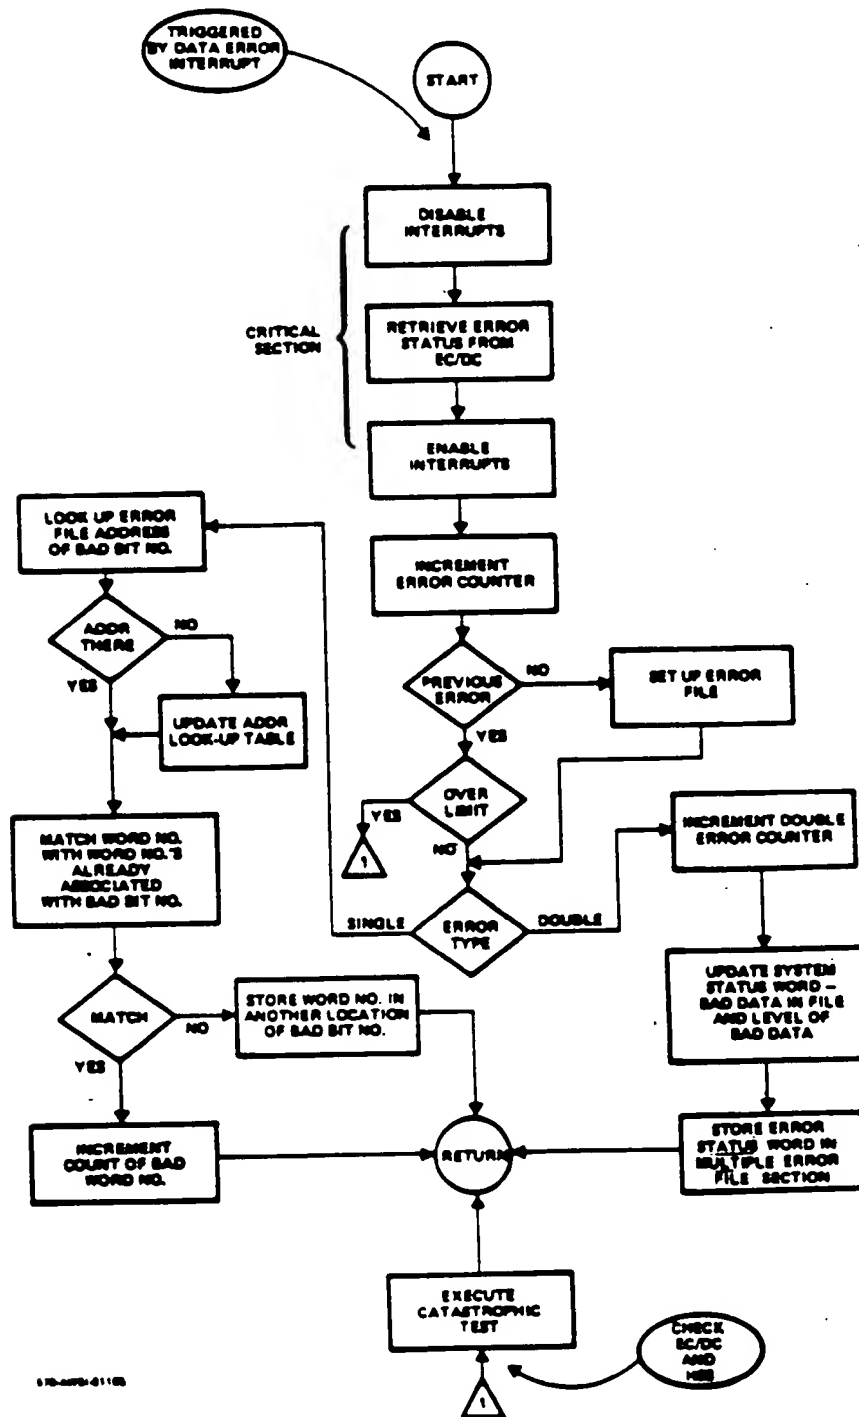 TRIGGERED
BY DATA ERROR
INTERRUPT
START
DISABLE
INTERRUPTS
CRITICAL
SECTION
RETRIEVE ERROR
STATUS FROM
EC/DC
ENABLE
INTERRUPTS
LOOK UP ERROR
FILE ADDRESS
OF BAD BIT NO.
INCREMENT
ERROR COUNTER
ADDR
THERE
NO
YES
PREVIOUS
ERROR
NO
YES
SET UP ERROR
FILE
UPDATE ADDR
LOOK-UP TABLE
OVER
LIMIT
YES
NO
1
INCREMENT DOUBLE
ERROR COUNTER
MATCH WORD NO.
WITH WORD NO.'S
ALREADY
ASSOCIATED
WITH BAD BIT NO.
SINGLE
ERROR
TYPE
DOUBLE
UPDATE SYSTEM
STATUS WORD –
BAD DATA IN FILE
AND LEVEL OF
BAD DATA
MATCH
NO
YES
STORE WORD NO. IN
ANOTHER LOCATION
OF BAD BIT NO.
INCREMENT
COUNT OF BAD
WORD NO.
RETURN
STORE ERROR
STATUS WORD IN
MULTIPLE ERROR
FILE SECTION
EXECUTE
CATASTROPHIC
TEST
CHECK
EC/DC
AND
1